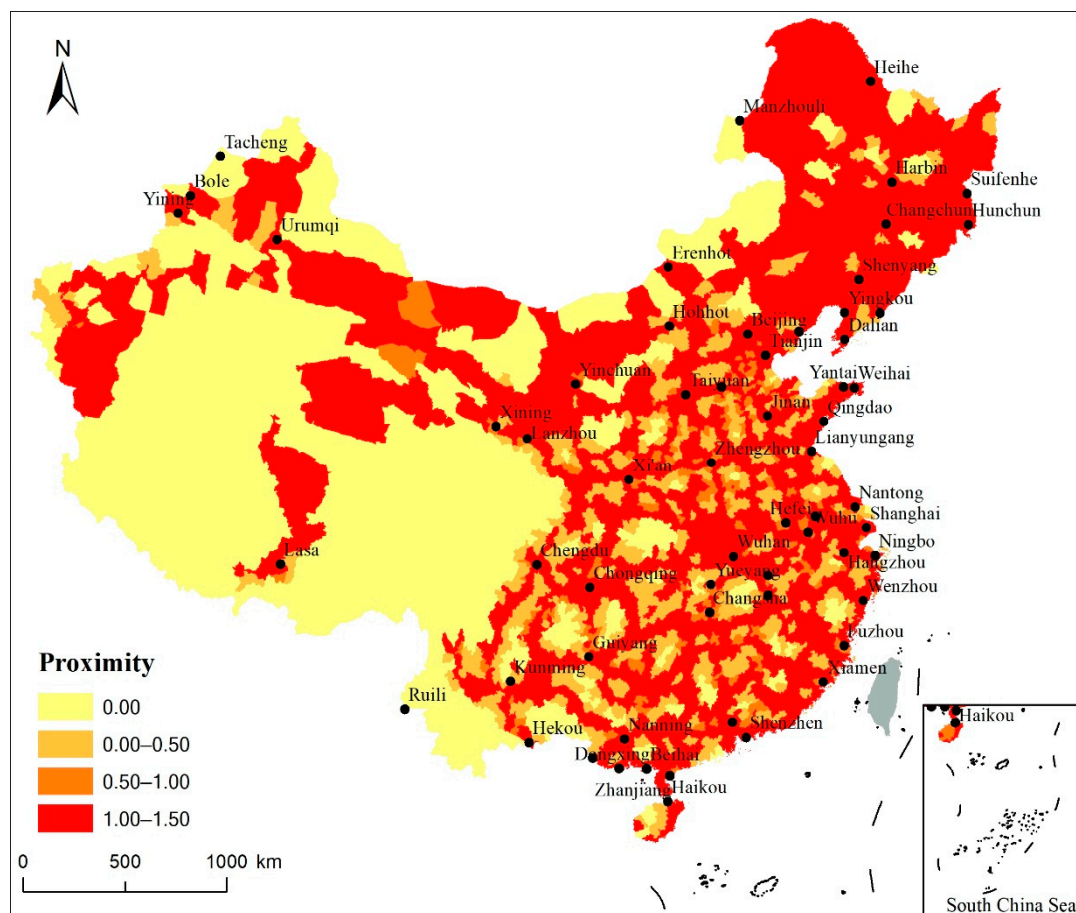 N
Heihe
Manzhouli
Tacheng
Harbin
Suifenhe
Bole
Yining
Changchun
Hunchun
Urumqi
Erenhot
Shenyang
Hohhot
Yingkou
Beijing
Dalian
Tianjin
Yinchuan
Taiyuan
Yantai
Weihai
Jinan
Qingdao
Xining
Lanzhou
Lianyungang
Zhengzhou
Xi'an
Nantong
Hefei
Shanghai
Wuhu
Ningbo
Lasa
Chengdu
Wuhan
Hangzhou
Chongqing
Yueyang
Changsha
Wenzhou
Guiyang
Fuzhou
Proximity
Kunming
Xiamen
0.00
Ruili
0.00–0.50
Hekou
Nanning
Shenzhen
Haikou
0.50–1.00
Dongxing
Beihai
Zhanjiang
Haikou
1.00–1.50
0 500 1000 km
South China Sea